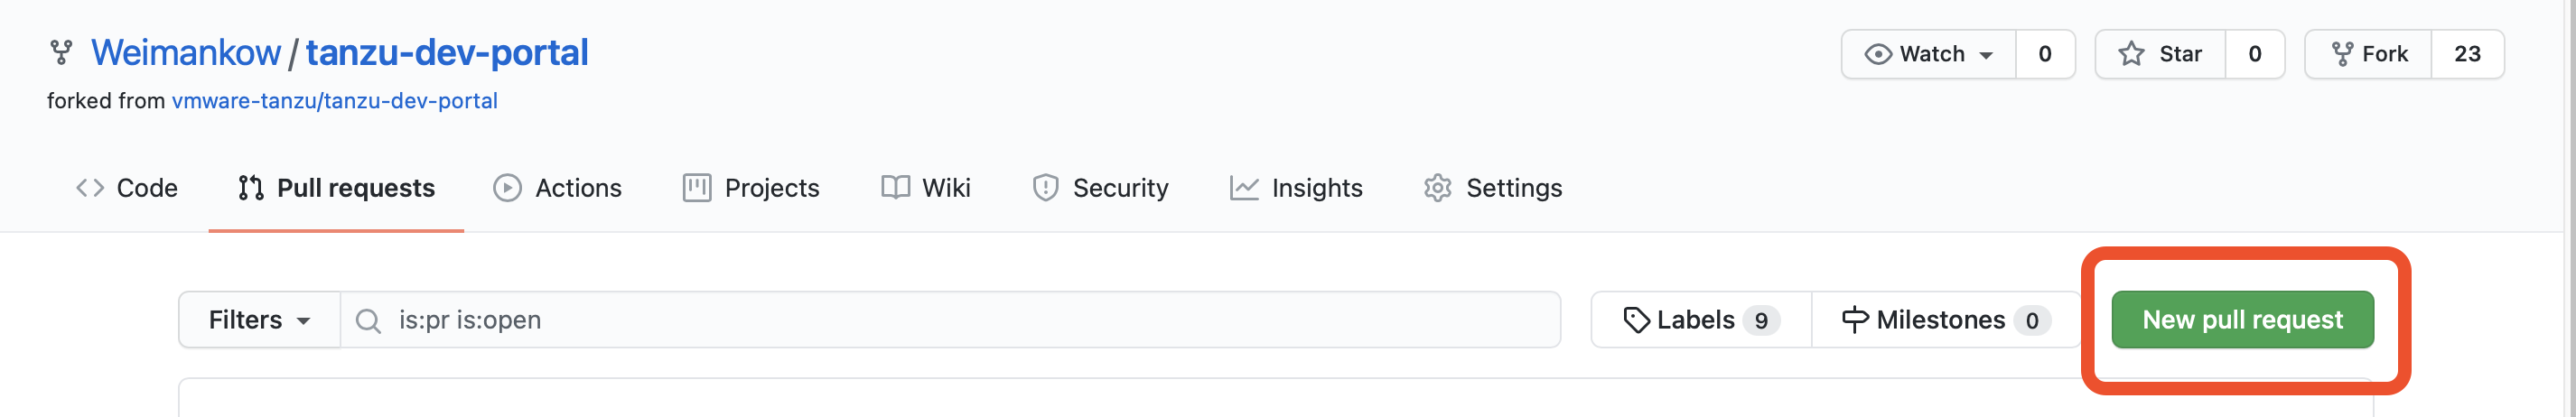 Weimankow / tanzu-dev-portal
Watch 0 Star 0 Fork 23
forked from vmware-tanzu/tanzu-dev-portal
Code Pull requests Actions Projects Wiki Security Insights Settings
Filters is:pr is:open Labels 9 Milestones 0 New pull request